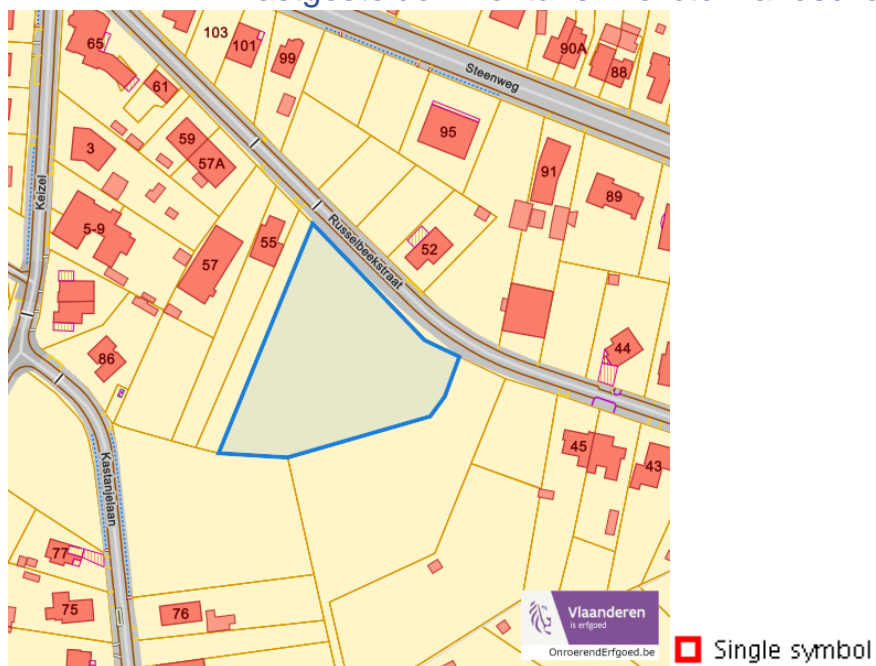 65
103
101
99
90A
88
Steenweg
61
59
57A
95
3
91
89
Keizel
5-9
55
Russelbeekstraat
52
57
86
44
45
43
Kastanjelaan
77
75
76
Vlaanderen
is erfgoed
OnroerendErfgoed.be
Single symbol